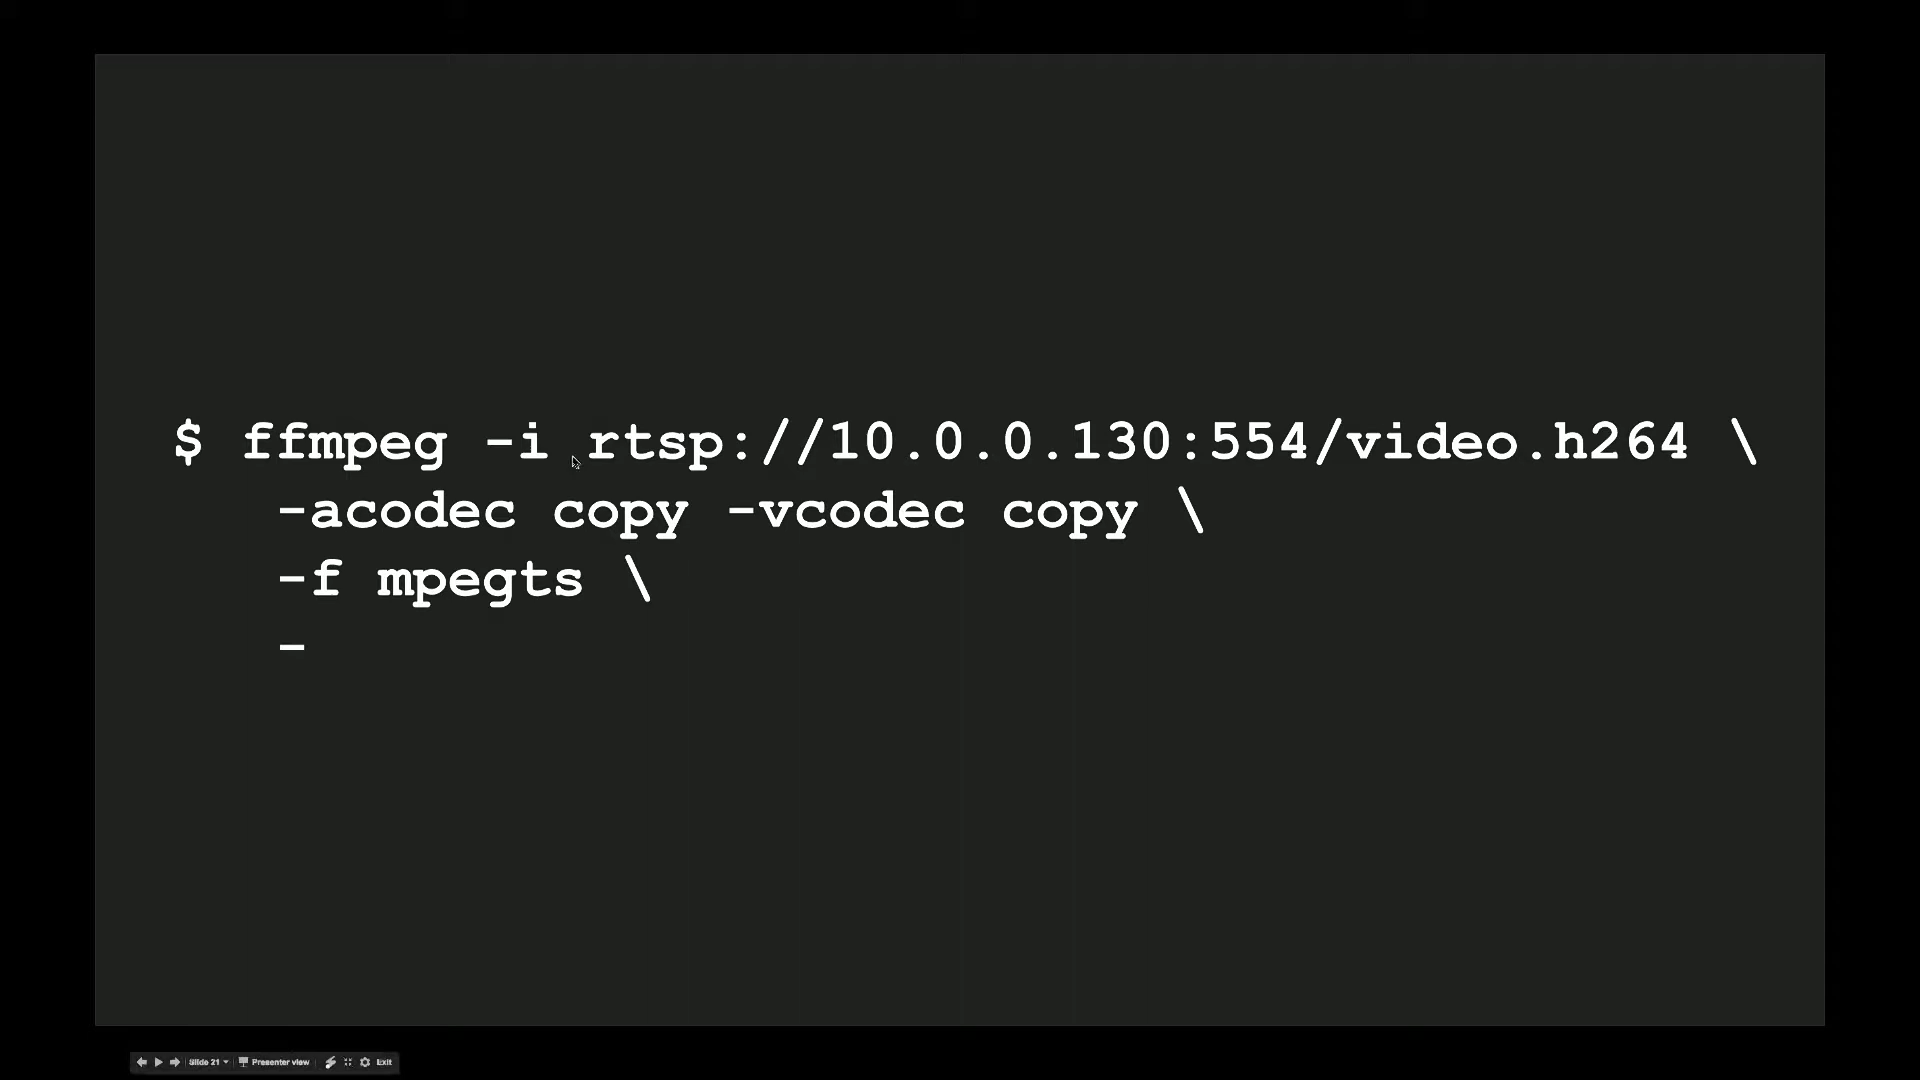 $ ffmpeg -i rtsp://10.0.0.130:554/video.h264 \
-acodec copy -vcodec copy \
-f mpegts \
-
Slide 21 Presenter view Exit